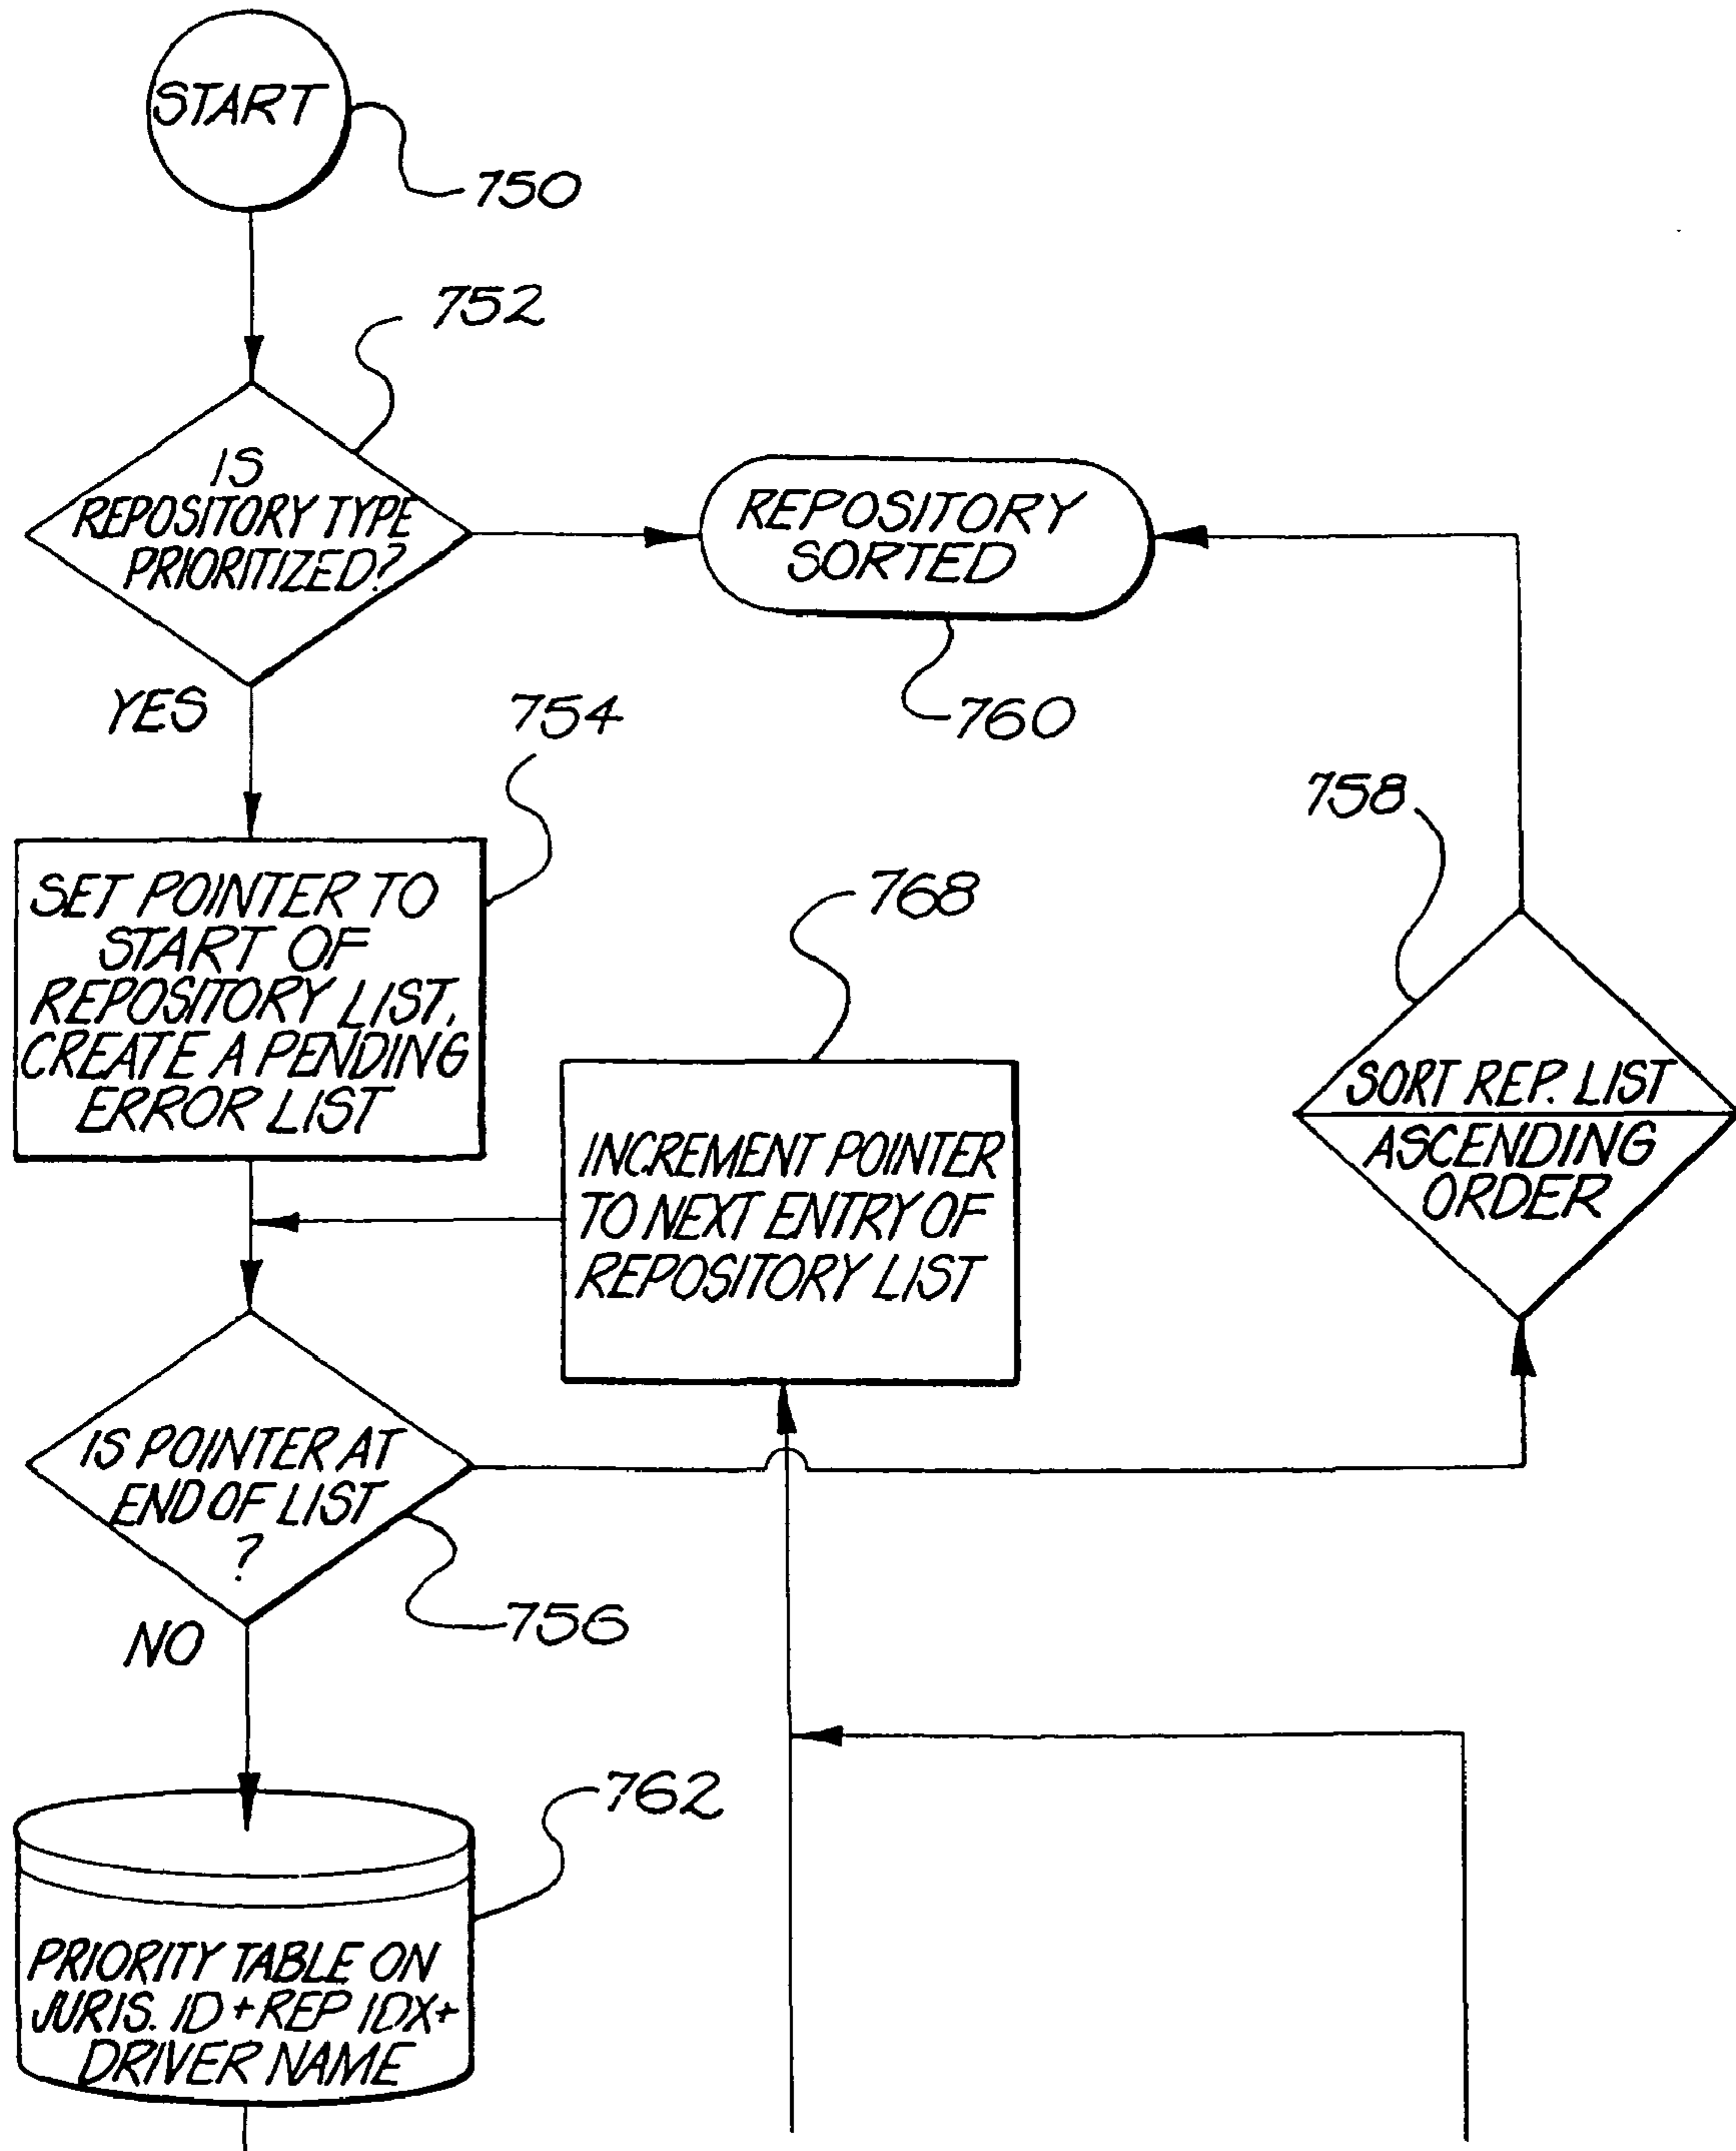 START
750
752
IS
REPOSITORY TYPE
PRIORITIZED?
REPOSITORY
SORTED
760
YES
754
SET POINTER TO
START OF
REPOSITORY LIST,
CREATE A PENDING
ERROR LIST
768
INCREMENT POINTER
TO NEXT ENTRY OF
REPOSITORY LIST
758
SORT REP. LIST
ASCENDING
ORDER
IS POINTER AT
END OF LIST
?
756
NO
762
PRIORITY TABLE ON
JURIS. ID + REP IDX +
DRIVER NAME